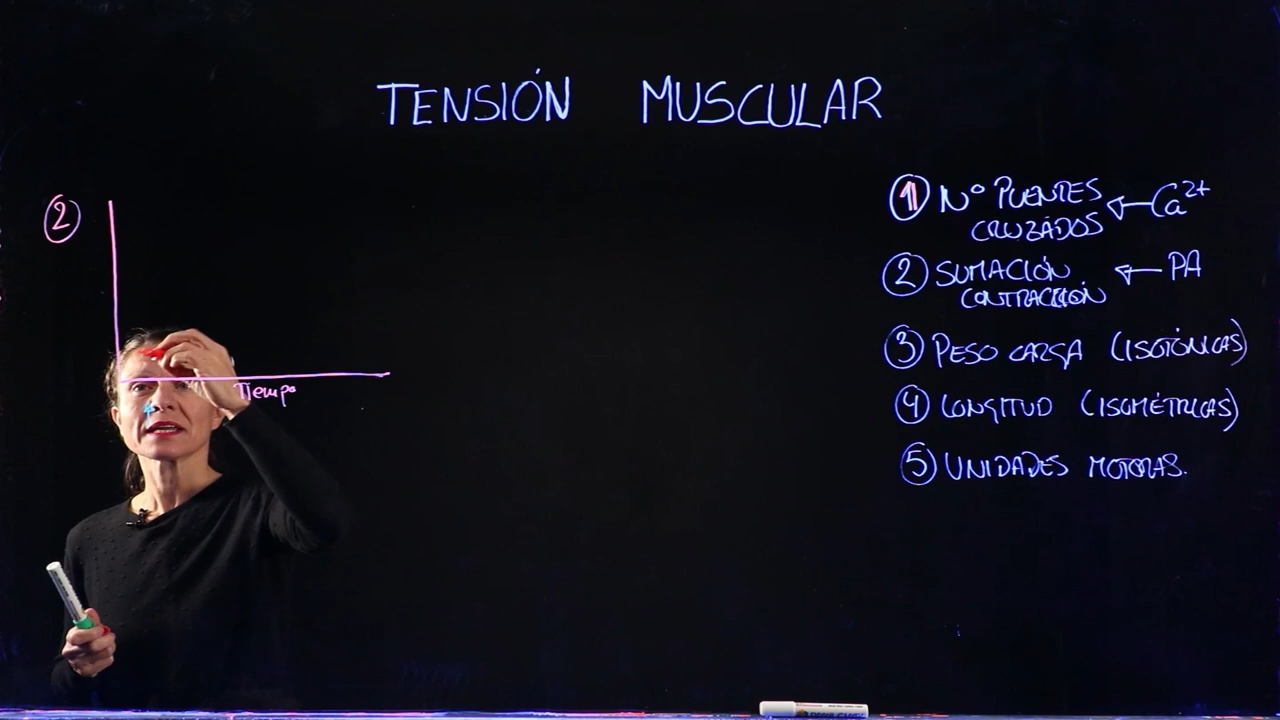 TENSIÓN MUSCULAR
②
Tiempo
① Nº PUENTES CRUZADOS ← Ca²⁺
② SUMACIÓN CONTRACCIÓN ← PA
③ PESO CARGA (ISOTÓNICAS)
④ LONGITUD (ISOMÉTRICAS)
⑤ UNIDADES MOTORAS.